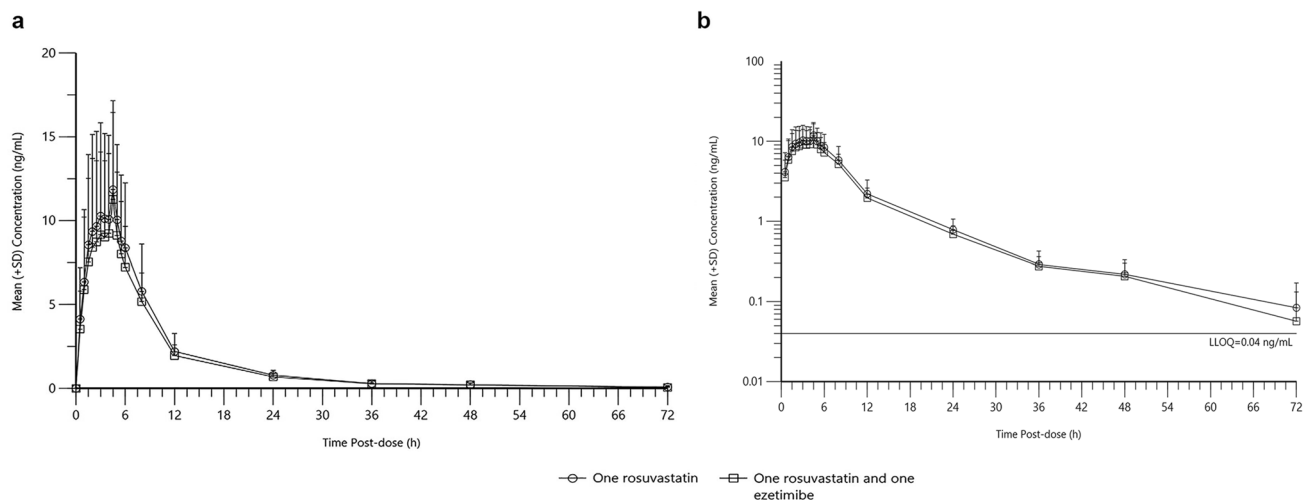 a
20
15
10
5
0
Mean (+SD) Concentration (ng/mL)
0 6 12 18 24 30 36 42 48 54 60 66 72
Time Post-dose (h)
b
100
10
1
0.1
0.01
Mean (+SD) Concentration (ng/mL)
LLOQ=0.04 ng/mL
0 6 12 18 24 30 36 42 48 54 60 66 72
Time Post-dose (h)
One rosuvastatin
One rosuvastatin and one
ezetimibe